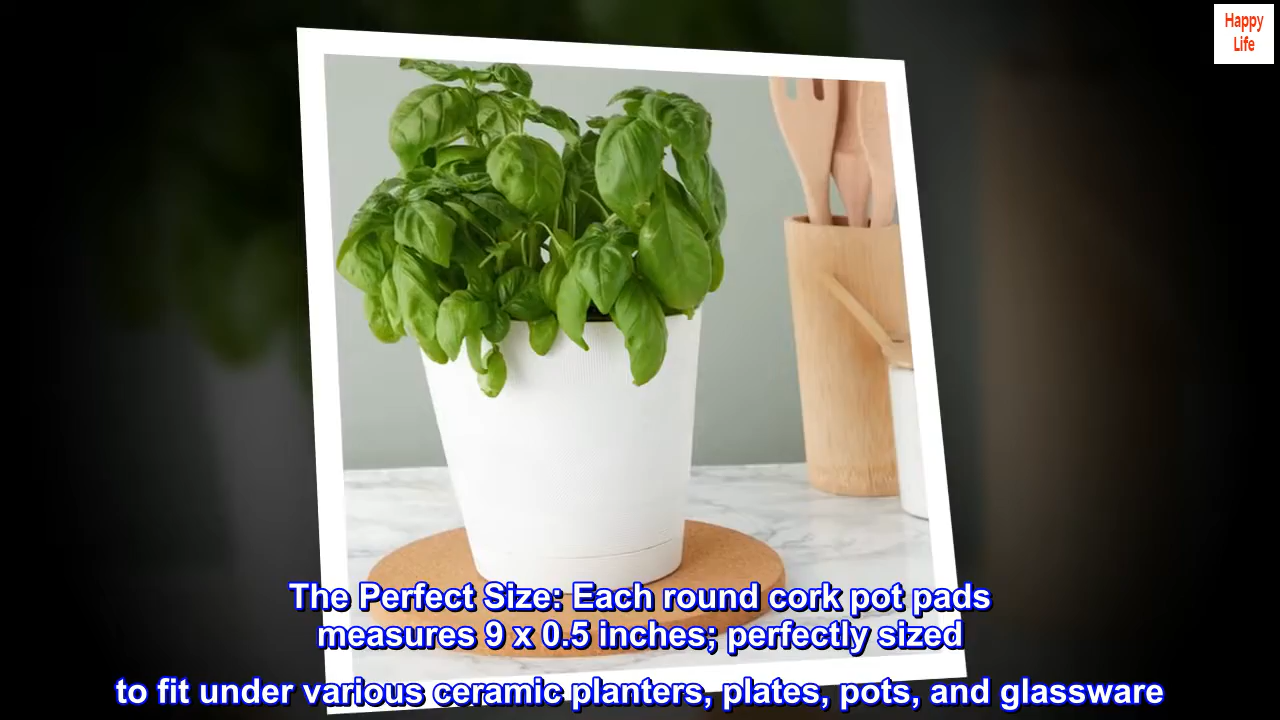 Happy
Life
The Perfect Size: Each round cork pot pads
measures 9 x 0.5 inches; perfectly sized
to fit under various ceramic planters, plates, pots, and glassware